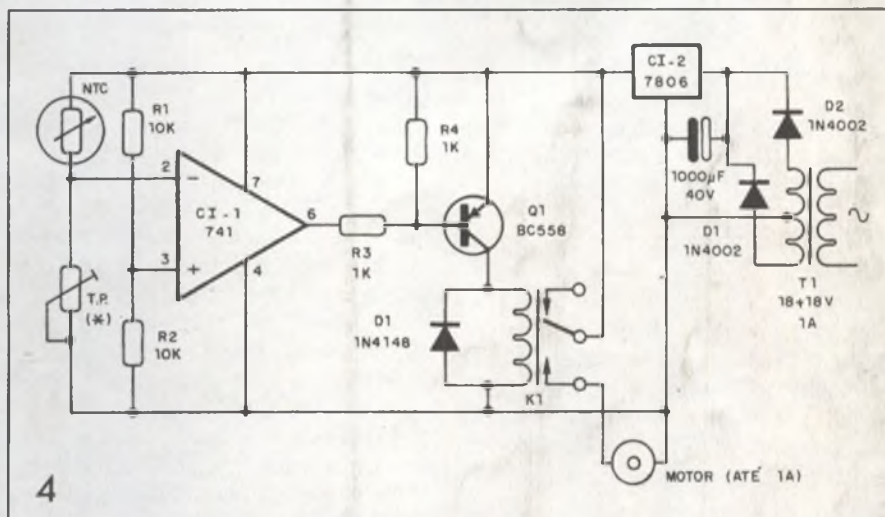 NTC
R1
10K
2
-
3
+
CI-1
741
7
4
6
T.P.
(*)
R2
10K
R3
1K
R4
1K
Q1
BC558
D1
1N4148
K1
CI-2
7806
1000µF
40V
D1
1N4002
D2
1N4002
T1
18+18V
1A
MOTOR (ATÉ 1A)
4